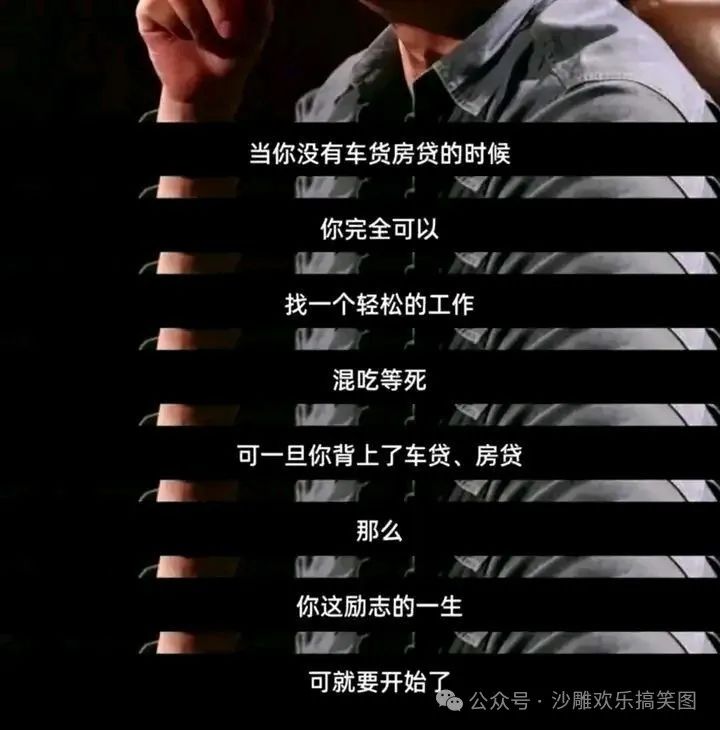 当你没有车货房贷的时候
你完全可以
找一个轻松的工作
混吃等死
可一旦你背上了车贷、房贷
那么
你这励志的一生
可就要开始了
公众号 · 沙雕欢乐搞笑图